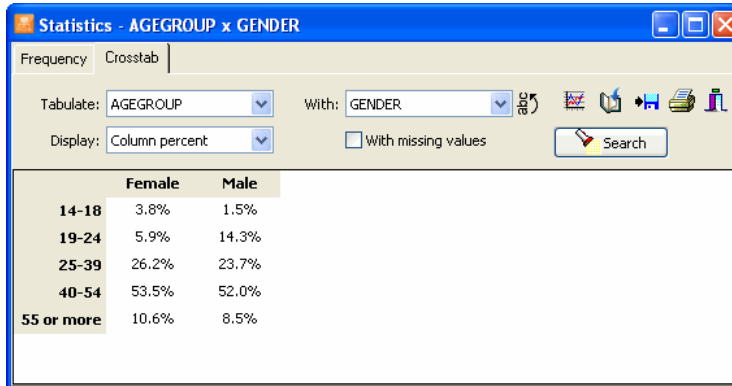 Statistics - AGEGROUP x GENDER
Frequency Crosstab
Tabulate: AGEGROUP With: GENDER abc
Display: Column percent With missing values Search
Female Male
14-18 3.8% 1.5%
19-24 5.9% 14.3%
25-39 26.2% 23.7%
40-54 53.5% 52.0%
55 or more 10.6% 8.5%